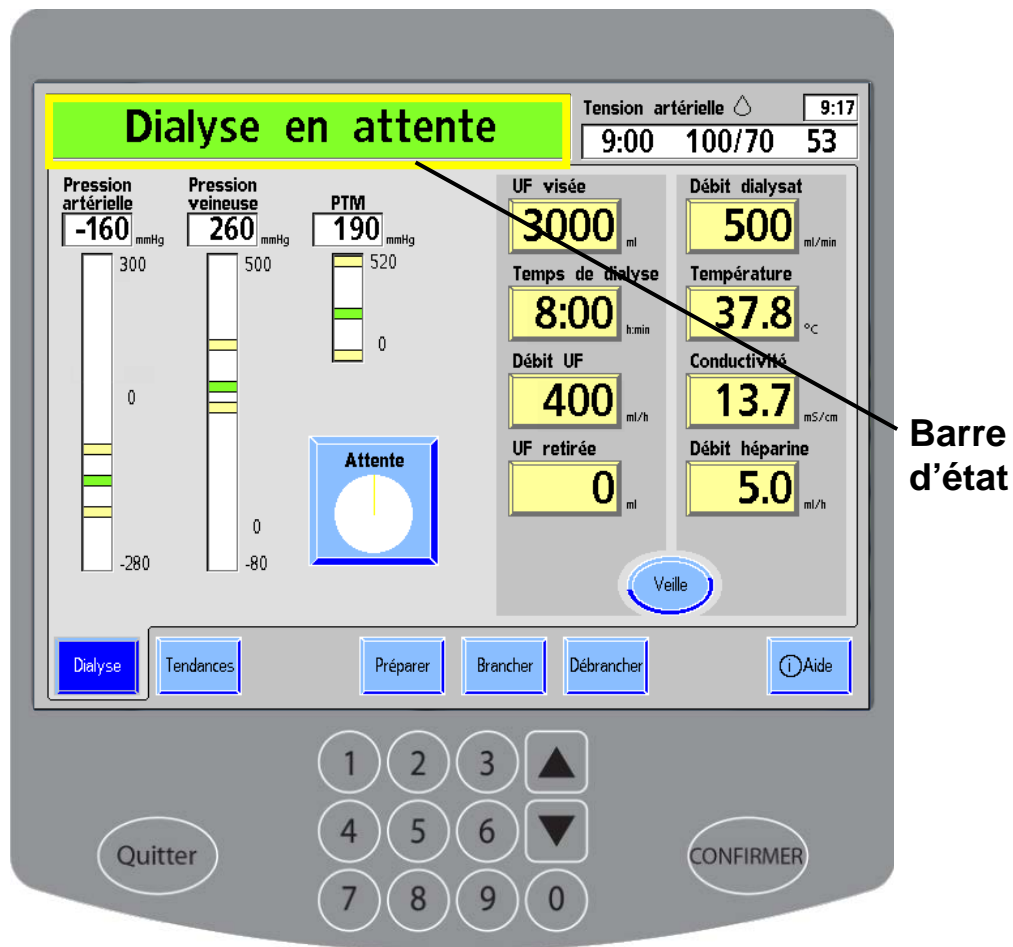 Dialyse en attente
Tension artérielle 9:17
9:00 100/70 53
Pression
artérielle
-160 mmHg
300
0
-280
Pression
veineuse
260 mmHg
500
0
-80
PTM
190 mmHg
520
0
Attente
UF visée
3000 ml
Temps de dialyse
8:00 h:min
Débit UF
400 ml/h
UF retirée
0 ml
Débit dialysat
500 ml/min
Température
37.8 °C
Conductivité
13.7 mS/cm
Débit héparine
5.0 ml/h
Veille
Barre
d’état
Dialyse Tendances Préparer Brancher Débrancher iAide
1 2 3
4 5 6
7 8 9 0
Quitter
CONFIRMER